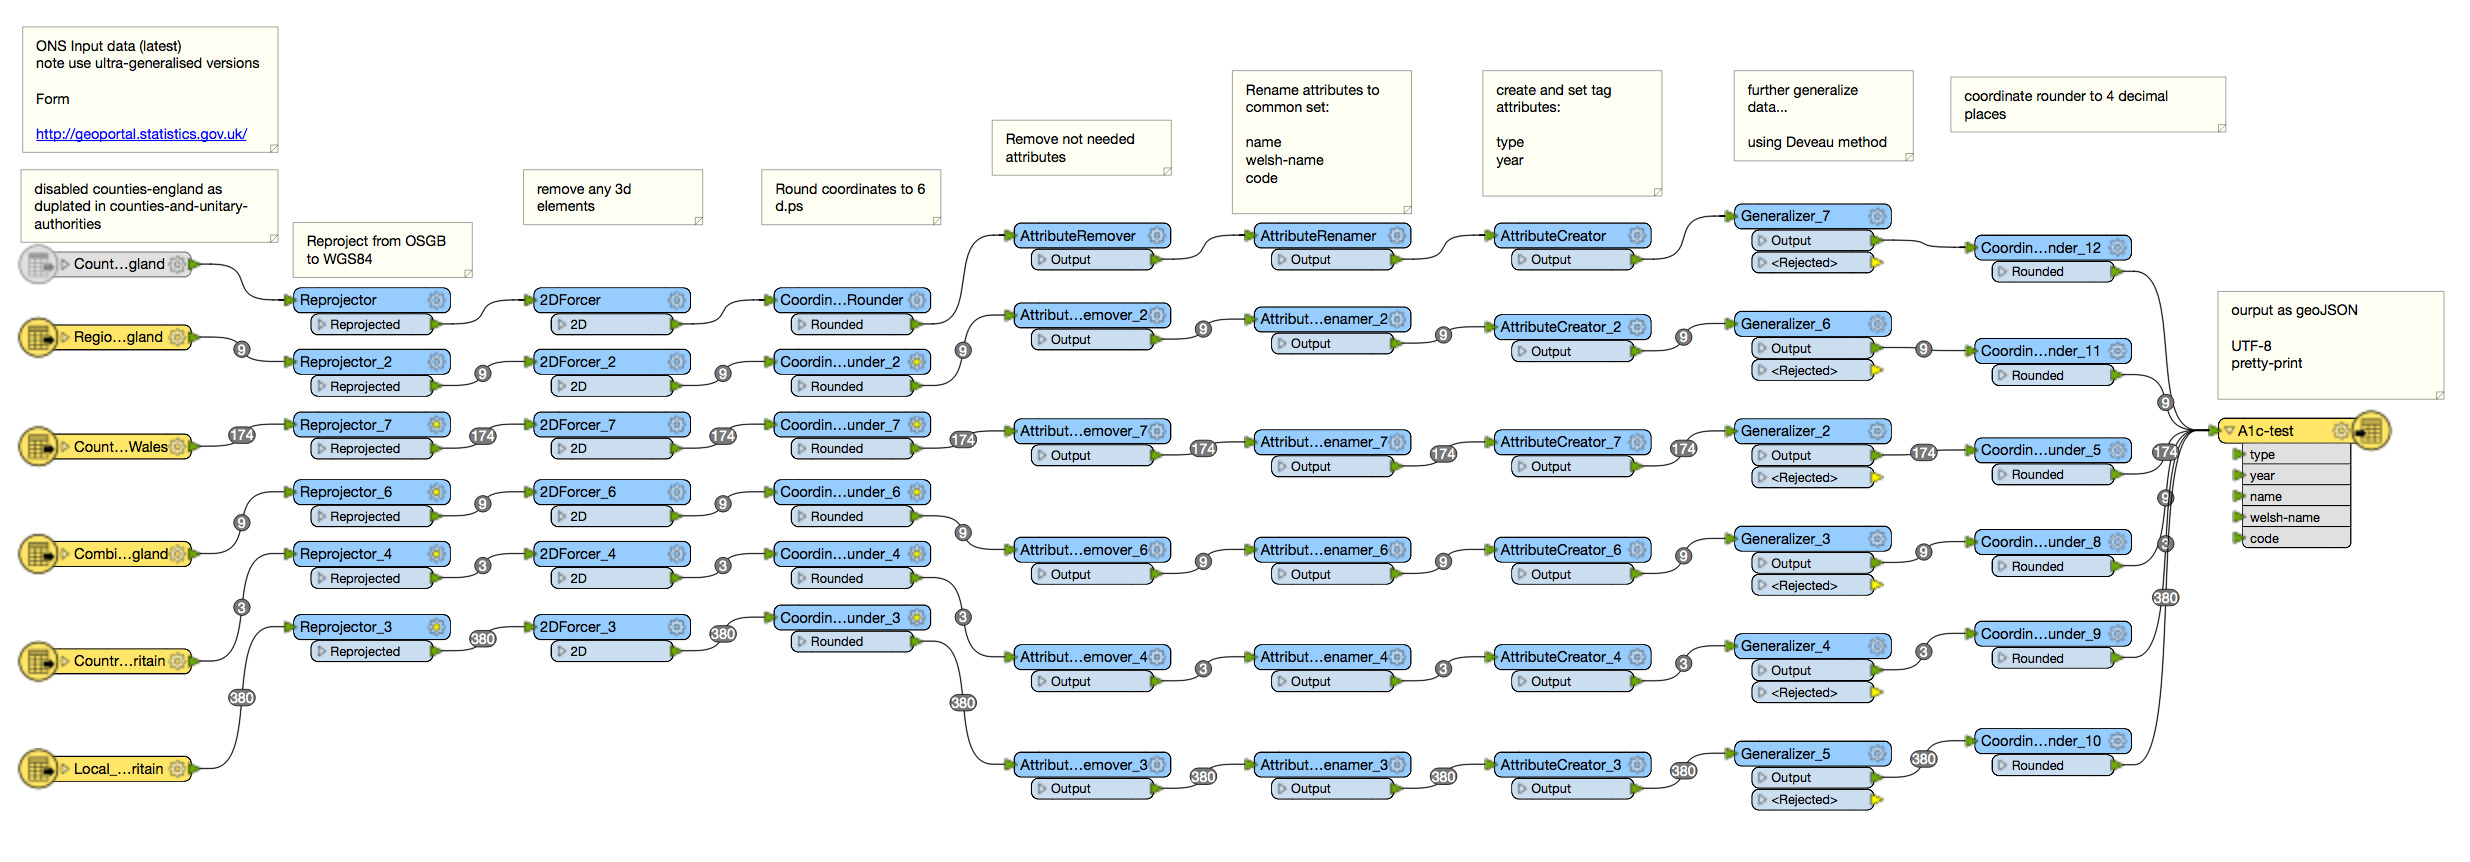 ONS Input data (latest)
note use ultra-generalised versions
Form
http://geoportal.statistics.gov.uk/
disabled counties-england as
duplated in counties-and-unitary-
authorities
Reproject from OSGB
to WGS84
remove any 3d
elements
Round coordinates to 6
d.ps
Remove not needed
attributes
Rename attributes to
common set:
name
welsh-name
code
create and set tag
attributes:
type
year
further generalize
data...
using Deveau method
coordinate rounder to 4 decimal
places
ourput as geoJSON
UTF-8
pretty-print
Count...gland
Reprojector
Reprojected
2DForcer
2D
Coordin...Rounder
Rounded
AttributeRemover
Output
AttributeRenamer
Output
AttributeCreator
Output
Generalizer_7
Output
<Rejected>
Coordin...nder_12
Rounded
Regio...gland
9
Reprojector_2
Reprojected
9
2DForcer_2
2D
9
Coordin...under_2
Rounded
9
Attribut...emover_2
Output
9
Attribut...enamer_2
Output
9
AttributeCreator_2
Output
9
Generalizer_6
Output
<Rejected>
9
Coordin...nder_11
Rounded
9
Count...Wales
174
Reprojector_7
Reprojected
174
2DForcer_7
2D
174
Coordin...under_7
Rounded
174
Attribut...emover_7
Output
174
Attribut...enamer_7
Output
174
AttributeCreator_7
Output
174
Generalizer_2
Output
<Rejected>
174
Coordin...under_5
Rounded
174
Combi...gland
9
Reprojector_6
Reprojected
9
2DForcer_6
2D
9
Coordin...under_6
Rounded
9
Attribut...emover_6
Output
9
Attribut...enamer_6
Output
9
AttributeCreator_6
Output
9
Generalizer_3
Output
<Rejected>
9
Coordin...under_8
Rounded
9
Countr...ritain
3
Reprojector_4
Reprojected
3
2DForcer_4
2D
3
Coordin...under_4
Rounded
3
Attribut...emover_4
Output
3
Attribut...enamer_4
Output
3
AttributeCreator_4
Output
3
Generalizer_4
Output
<Rejected>
3
Coordin...under_9
Rounded
3
Local_...ritain
380
Reprojector_3
Reprojected
380
2DForcer_3
2D
380
Coordin...under_3
Rounded
380
Attribut...emover_3
Output
380
Attribut...enamer_3
Output
380
AttributeCreator_3
Output
380
Generalizer_5
Output
<Rejected>
380
Coordin...nder_10
Rounded
380
A1c-test
type
year
name
welsh-name
code